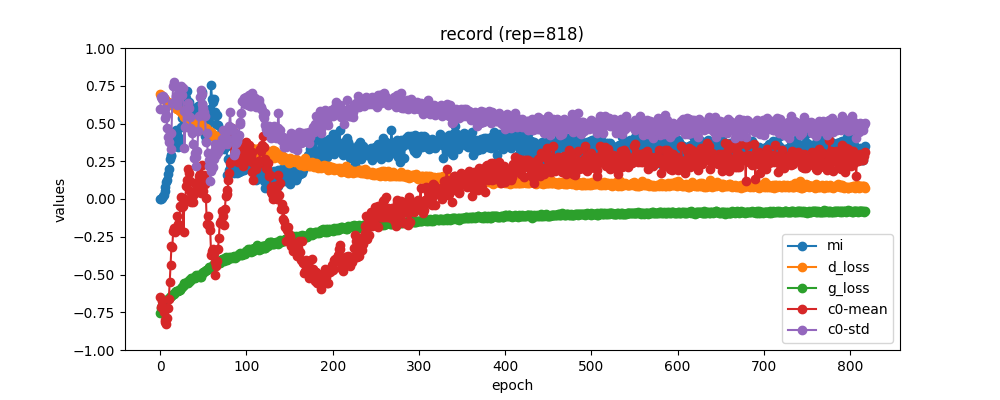 record (rep=818)
1.00
0.75
0.50
0.25
0.00
−0.25
−0.50
−0.75
−1.00
values
0 100 200 300 400 500 600 700 800
epoch
mi
d_loss
g_loss
c0-mean
c0-std